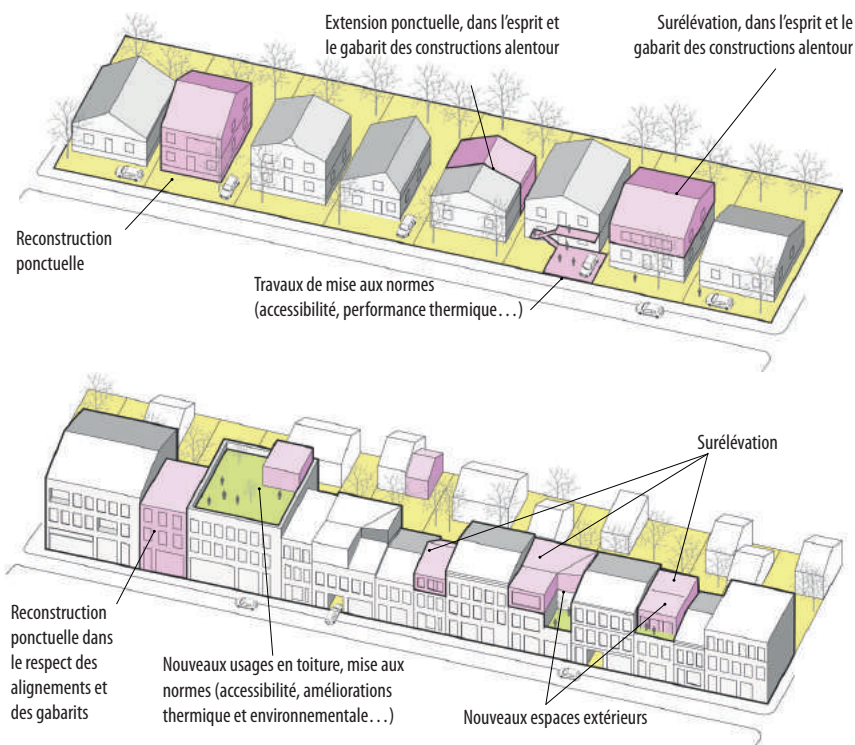 Extension ponctuelle, dans l'esprit et
le gabarit des constructions alentour
Surélévation, dans l'esprit et le
gabarit des constructions alentour
Reconstruction
ponctuelle
Travaux de mise aux normes
(accessibilité, performance thermique…)
Surélévation
Reconstruction
ponctuelle dans
le respect des
alignements et
des gabarits
Nouveaux usages en toiture, mise aux
normes (accessibilité, améliorations
thermique et environnementale…)
Nouveaux espaces extérieurs